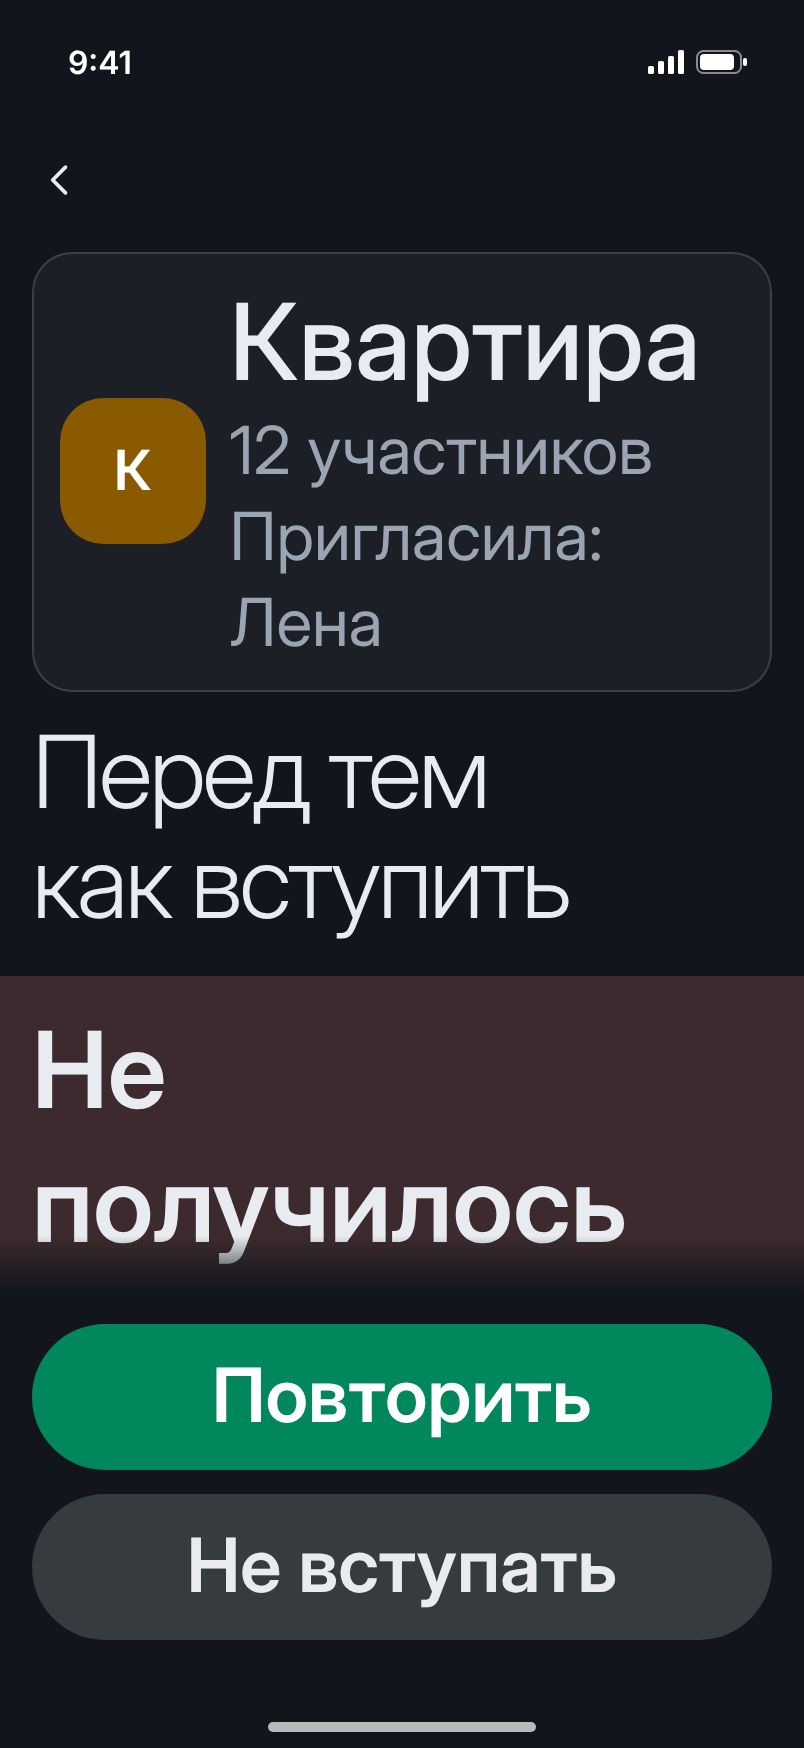 9:41
Квартира
К
12 участников
Пригласила:
Лена
Перед тем
как вступить
Не
получилось
Повторить
Не вступать